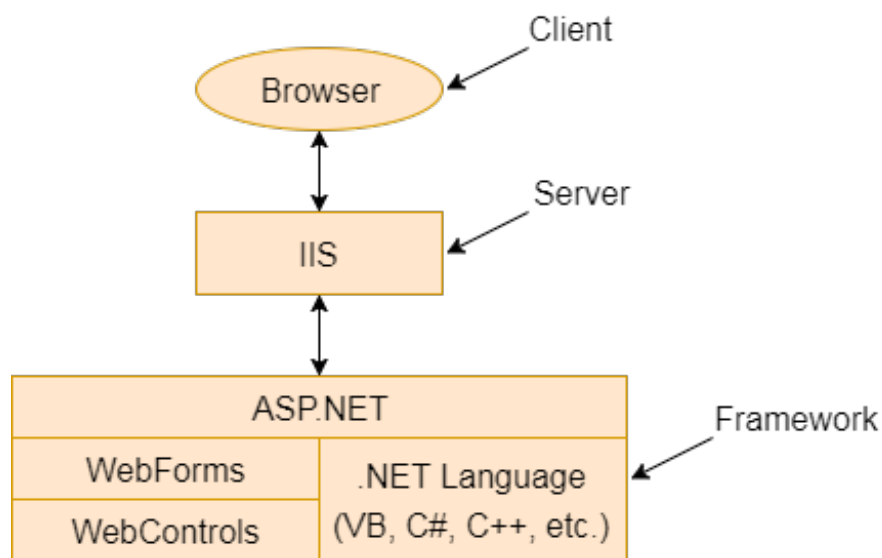 Client
Browser
Server
IIS
ASP.NET
Framework
WebForms
WebControls
.NET Language
(VB, C#, C++, etc.)